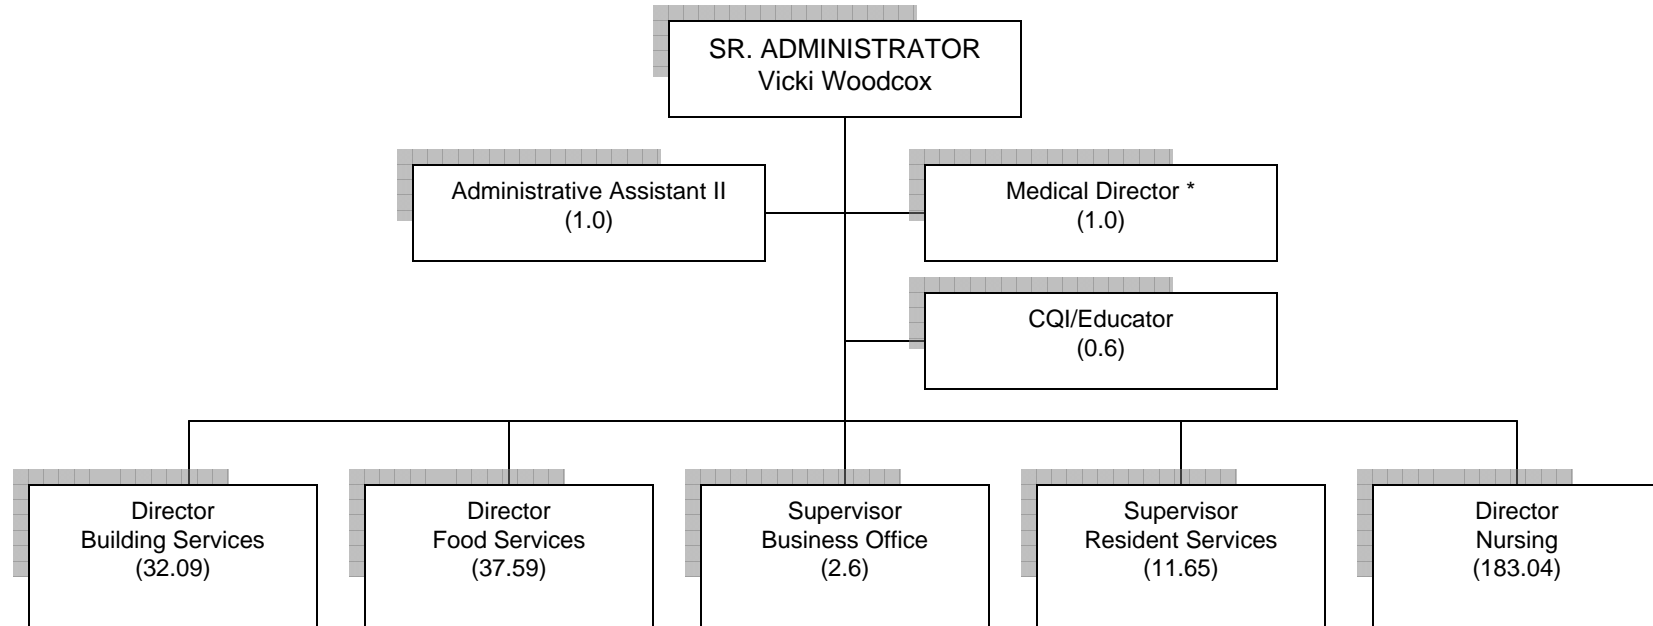 SR. ADMINISTRATOR
Vicki Woodcox
Administrative Assistant II
(1.0)
Medical Director *
(1.0)
CQI/Educator
(0.6)
Director
Building Services
(32.09)
Director
Food Services
(37.59)
Supervisor
Business Office
(2.6)
Supervisor
Resident Services
(11.65)
Director
Nursing
(183.04)